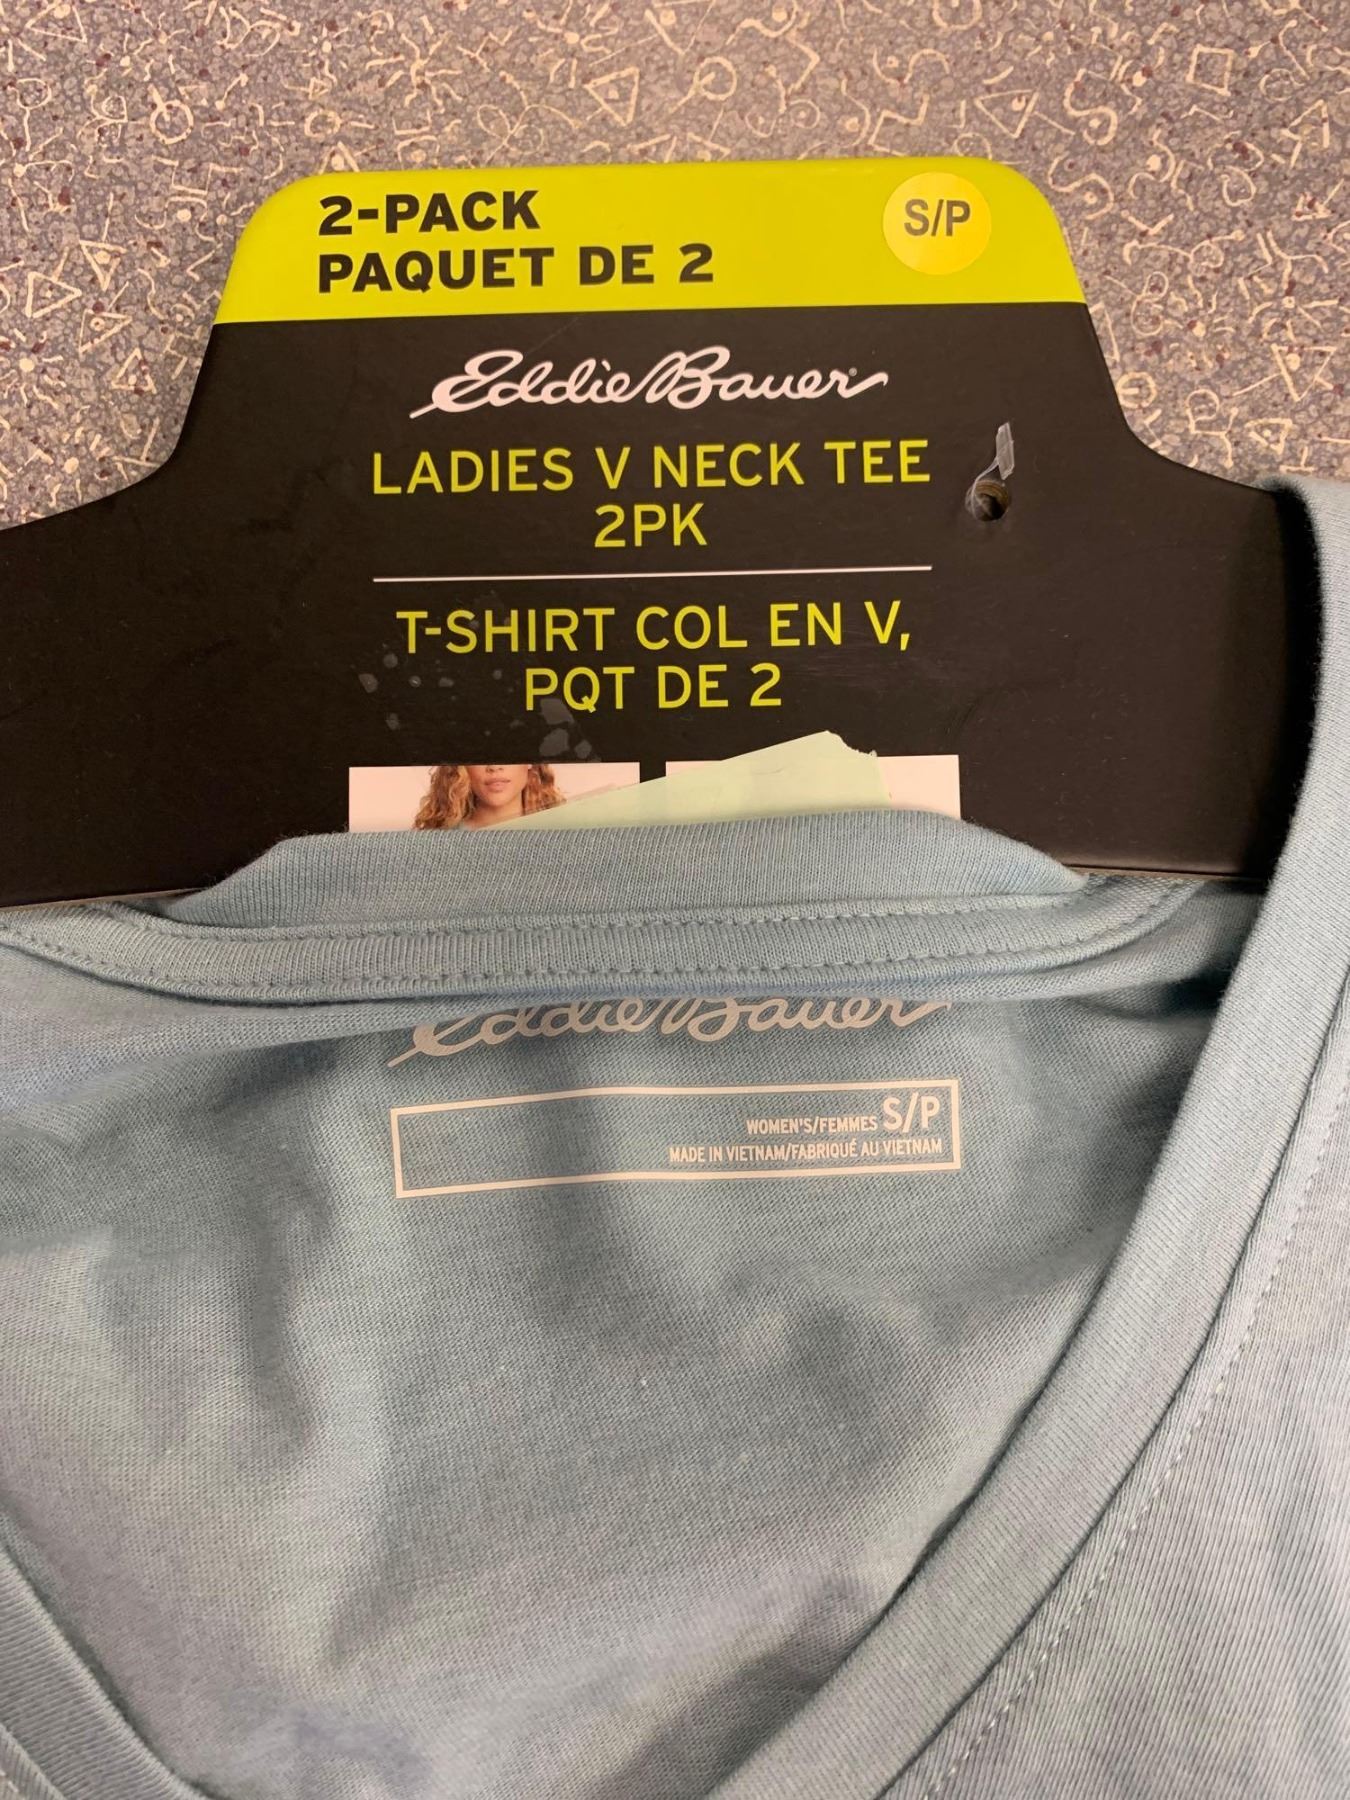 2-PACK
PAQUET DE 2
S/P
Eddie Bauer
LADIES V NECK TEE
2PK
T-SHIRT COL EN V,
PQT DE 2
Eddie Bauer
WOMEN'S/FEMMES S/P
MADE IN VIETNAM/FABRIQUÉ AU VIETNAM